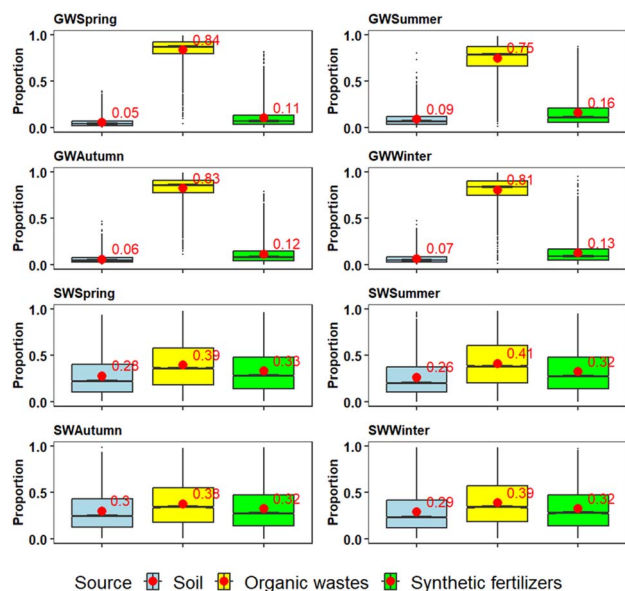 GWSpring
GWSummer
Proportion
1.0
0.5
0.0
0.05
0.84
0.11
Proportion
1.0
0.5
0.0
0.09
0.75
0.16
GWAutumn
GWWinter
Proportion
1.0
0.5
0.0
0.06
0.83
0.12
Proportion
1.0
0.5
0.0
0.07
0.81
0.13
SWSpring
SWSummer
Proportion
1.0
0.5
0.0
0.28
0.39
0.33
Proportion
1.0
0.5
0.0
0.26
0.41
0.32
SWAutumn
SWWinter
Proportion
1.0
0.5
0.0
0.3
0.38
0.32
Proportion
1.0
0.5
0.0
0.29
0.39
0.32
Source Soil Organic wastes Synthetic fertilizers